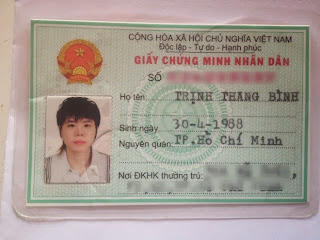 CỘNG HÒA XÃ HỘI CHỦ NGHĨA VIỆT NAM
Độc lập - Tự do - Hạnh phúc
GIẤY CHỨNG MINH NHÂN DÂN
SỐ
Họ tên: TRỊNH THĂNG BÌNH
Sinh ngày 30-4-1988
Nguyên quán: TP.Hồ Chí Minh
Nơi ĐKHK thường trú